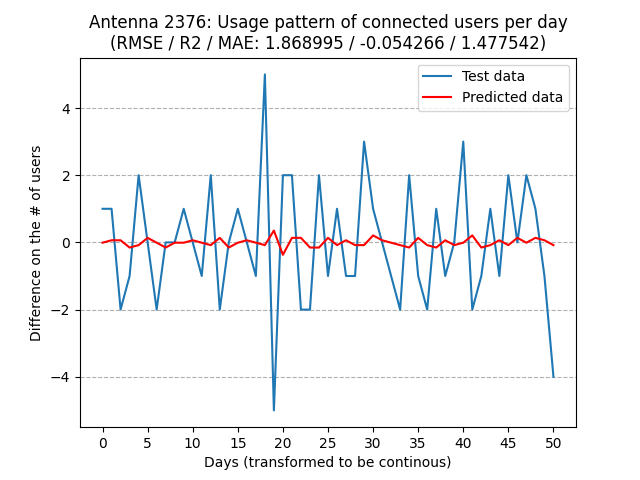 Antenna 2376: Usage pattern of connected users per day
(RMSE / R2 / MAE: 1.868995 / -0.054266 / 1.477542)
Test data
Predicted data
Difference on the # of users
4
2
0
−2
−4
0 5 10 15 20 25 30 35 40 45 50
Days (transformed to be continous)